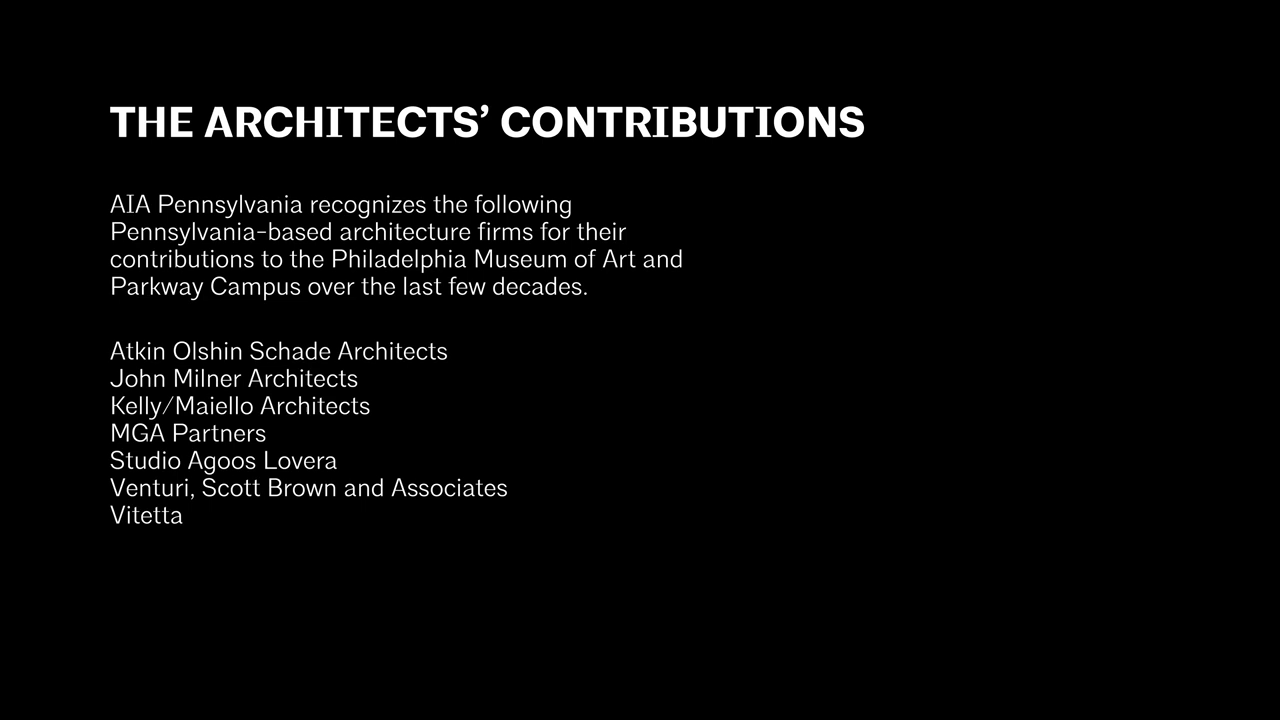 THE ARCHITECTS’ CONTRIBUTIONS
AIA Pennsylvania recognizes the following
Pennsylvania-based architecture firms for their
contributions to the Philadelphia Museum of Art and
Parkway Campus over the last few decades.
Atkin Olshin Schade Architects
John Milner Architects
Kelly/Maiello Architects
MGA Partners
Studio Agoos Lovera
Venturi, Scott Brown and Associates
Vitetta